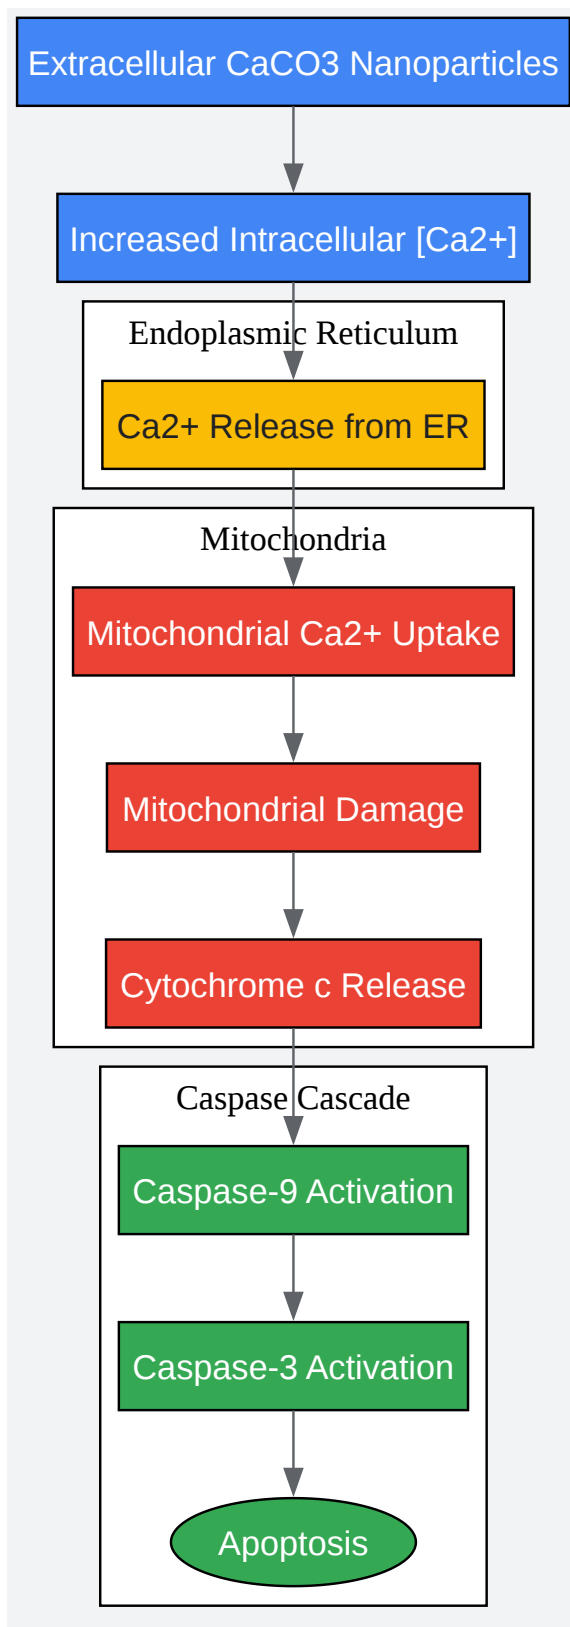 Extracellular CaCO3 Nanoparticles
Increased Intracellular [Ca2+]
Endoplasmic Reticulum
Ca2+ Release from ER
Mitochondria
Mitochondrial Ca2+ Uptake
Mitochondrial Damage
Cytochrome c Release
Caspase Cascade
Caspase-9 Activation
Caspase-3 Activation
Apoptosis